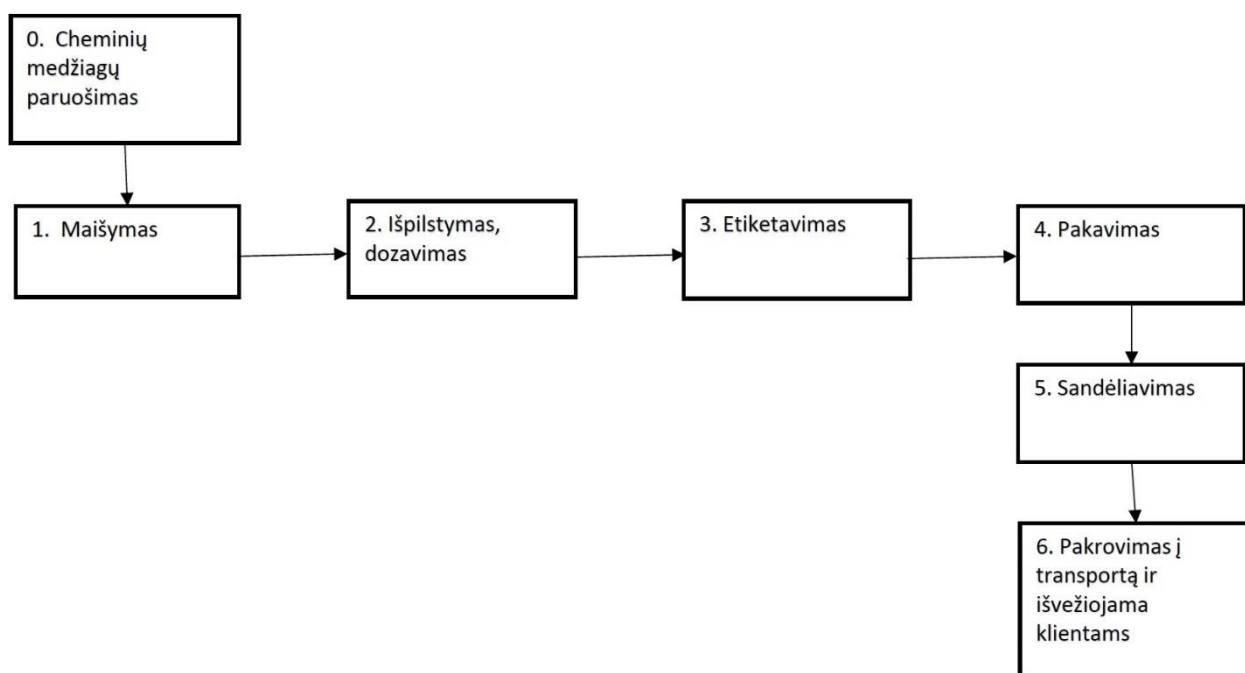 0. Cheminių
medžiagų
paruošimas
1. Maišymas
2. Išpilstymas,
dozavimas
3. Etiketavimas
4. Pakavimas
5. Sandėliavimas
6. Pakrovimas į
transportą ir
išvežiojama
klientams